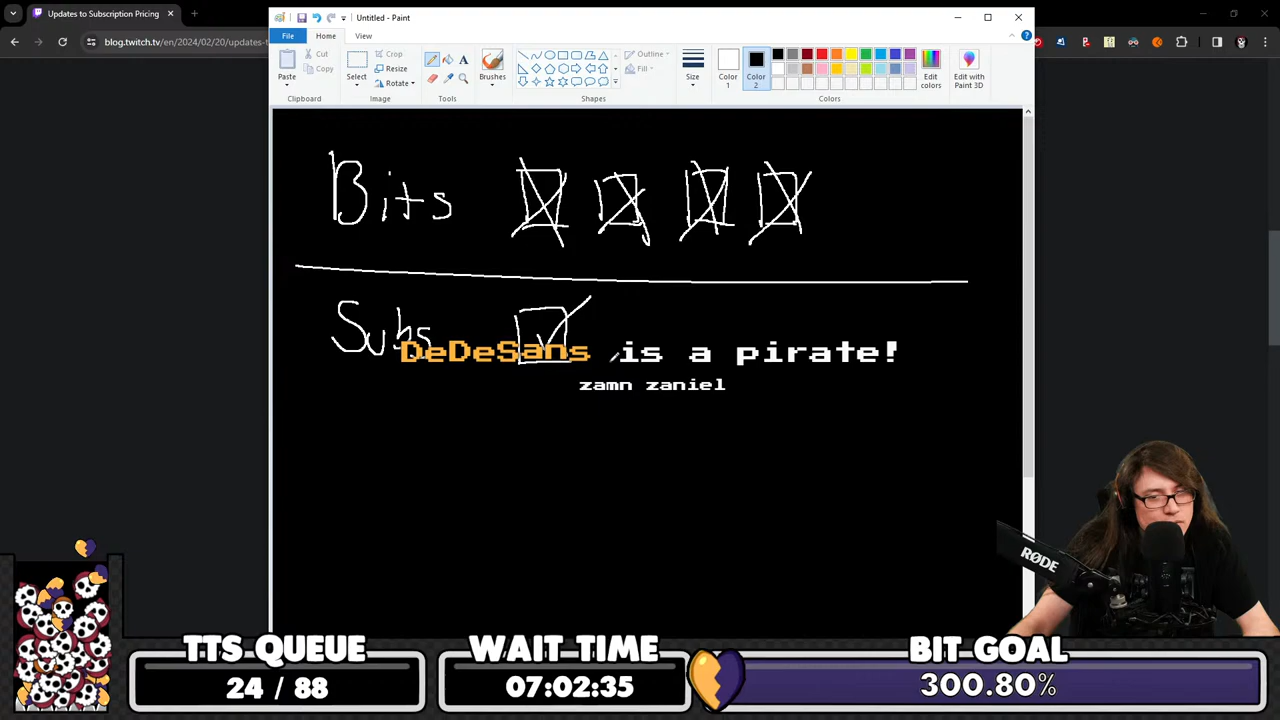 Updates to Subscription Pricing
blog.twitch.tv/en/2024/02/20/updates-t
Untitled - Paint
File
Home
View
Paste
Cut
Copy
Clipboard
Select
Crop
Resize
Rotate
Image
Tools
Brushes
Outline
Fill
Shapes
Size
Color 1
Color 2
Edit colors
Edit with Paint 3D
Colors
Bits
Subs
DeDeSans is a pirate!
zamn zaniel
RØDE
TTS QUEUE
24 / 88
WAIT TIME
07:02:35
BIT GOAL
300.80%